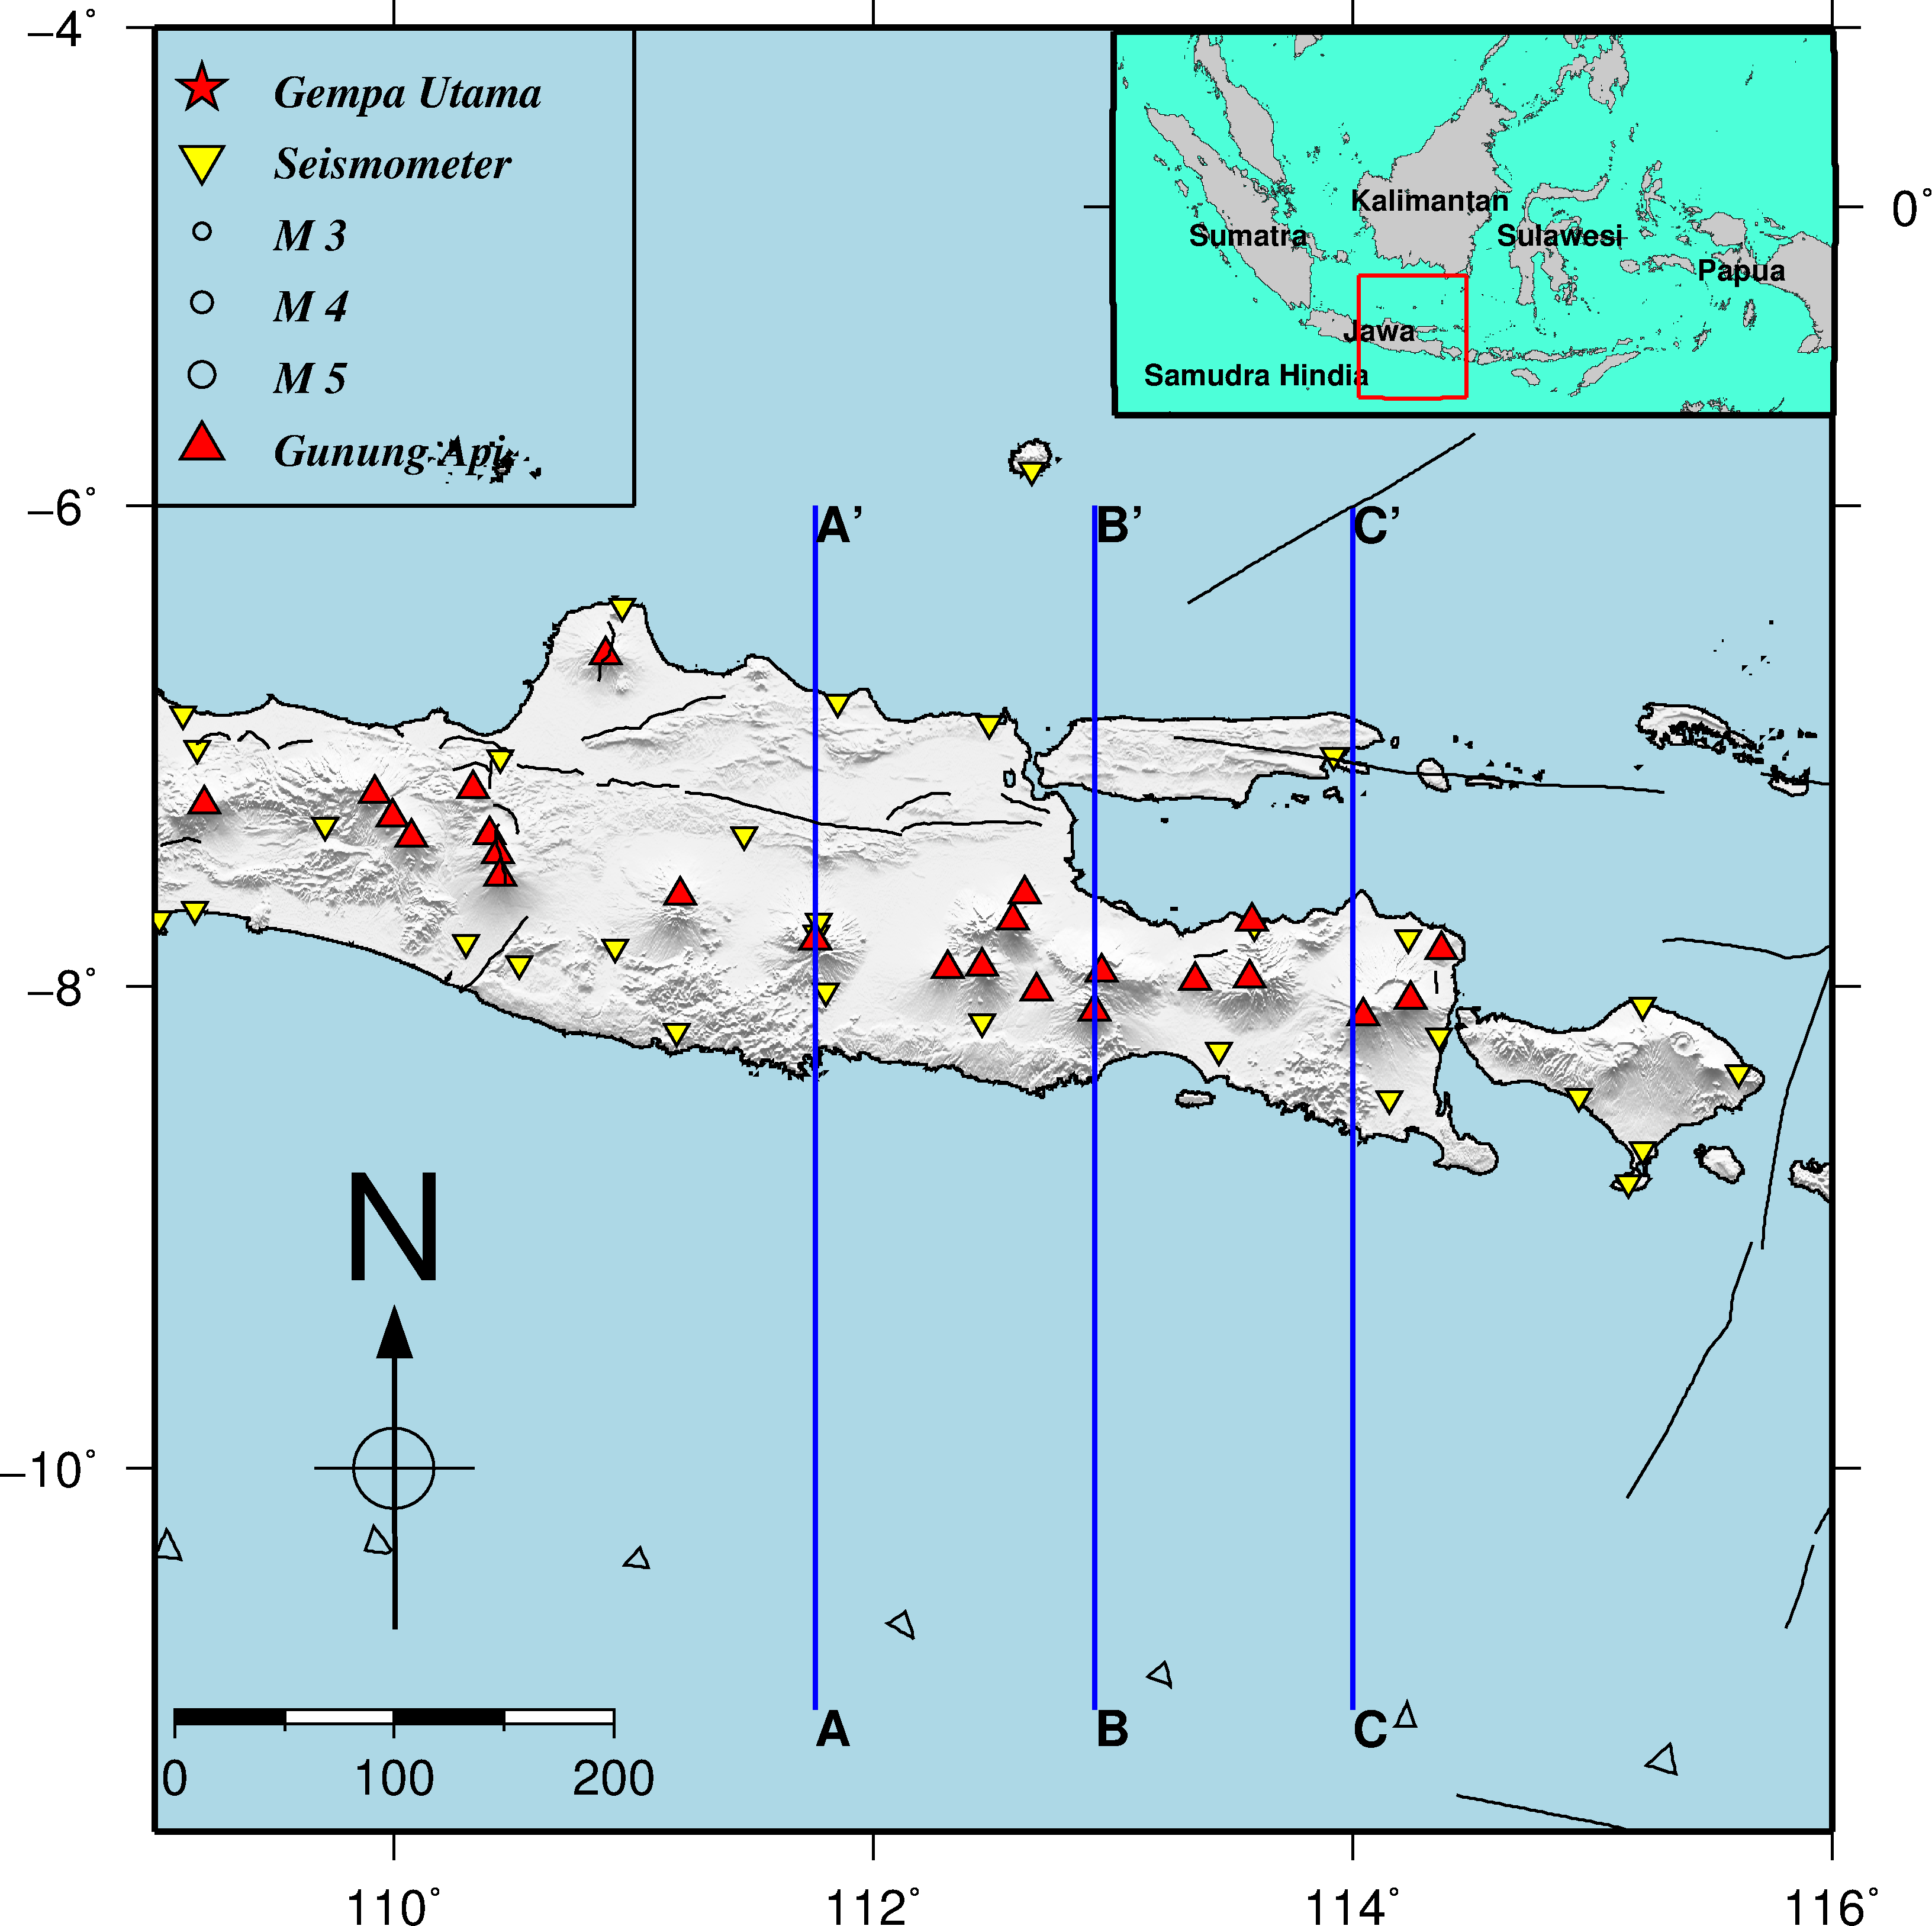 −4°
Gempa Utama
Seismometer
M 3
M 4
M 5
Gunung Api
Kalimantan
Sumatra
Sulawesi
Papua
Jawa
Samudra Hindia
0°
−6°
A’
B’
C’
−8°
N
−10°
A
B
C
0
100
200
110°
112°
114°
116°